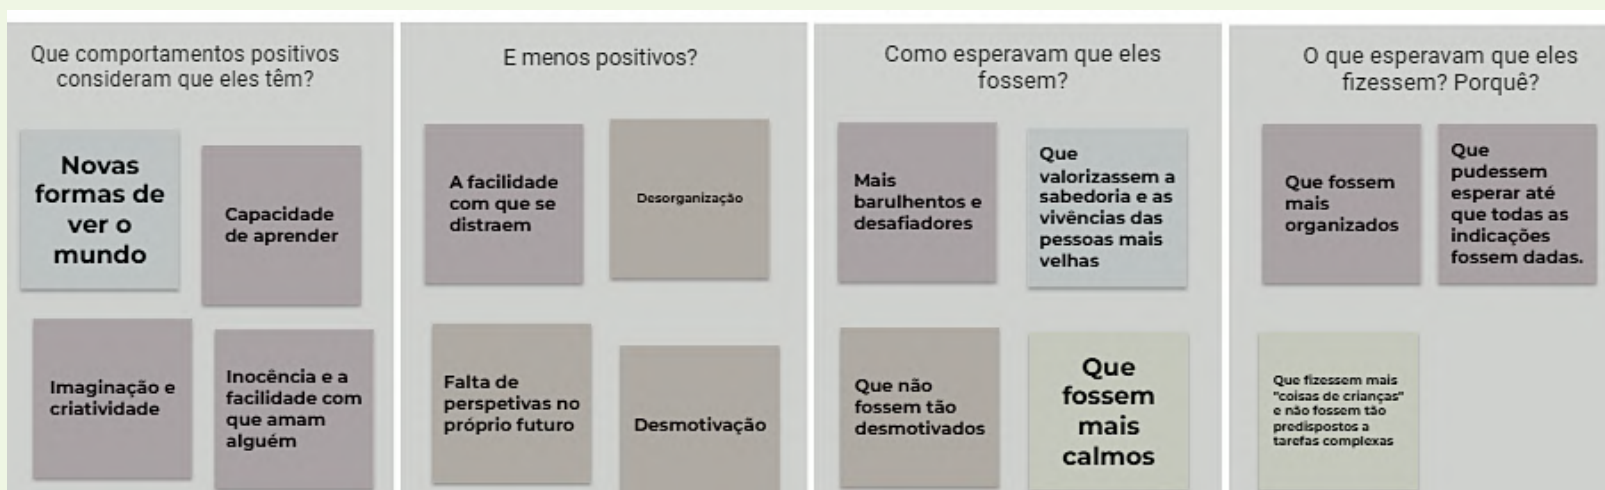 Que comportamentos positivos
consideram que eles têm?
Novas
formas de
ver o
mundo
Capacidade
de aprender
Imaginação e
criatividade
Inocência e a
facilidade com
que amam
alguém
E menos positivos?
A facilidade
com que se
distraem
Desorganização
Falta de
perspetivas no
próprio futuro
Desmotivação
Como esperavam que eles
fossem?
Mais
barulhentos e
desafiadores
Que
valorizassem a
sabedoria e as
vivências das
pessoas mais
velhas
Que não
fossem tão
desmotivados
Que
fossem
mais
calmos
O que esperavam que eles
fizessem? Porquê?
Que fossem
mais
organizados
Que
pudessem
esperar até
que todas as
indicações
fossem dadas.
Que fizessem mais
"coisas de crianças"
e não fossem tão
predispostos a
tarefas complexas